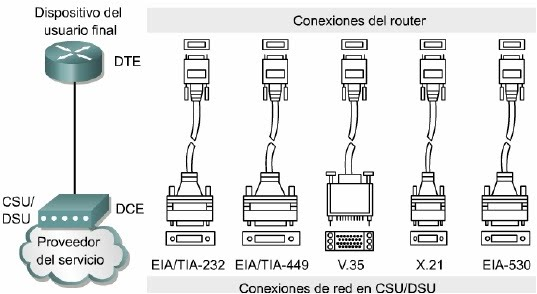 Dispositivo del
usuario final
DTE
CSU/
DSU
DCE
Proveedor
del servicio
Conexiones del router
EIA/TIA-232 EIA/TIA-449 V.35 X.21 EIA-530
Conexiones de red en CSU/DSU